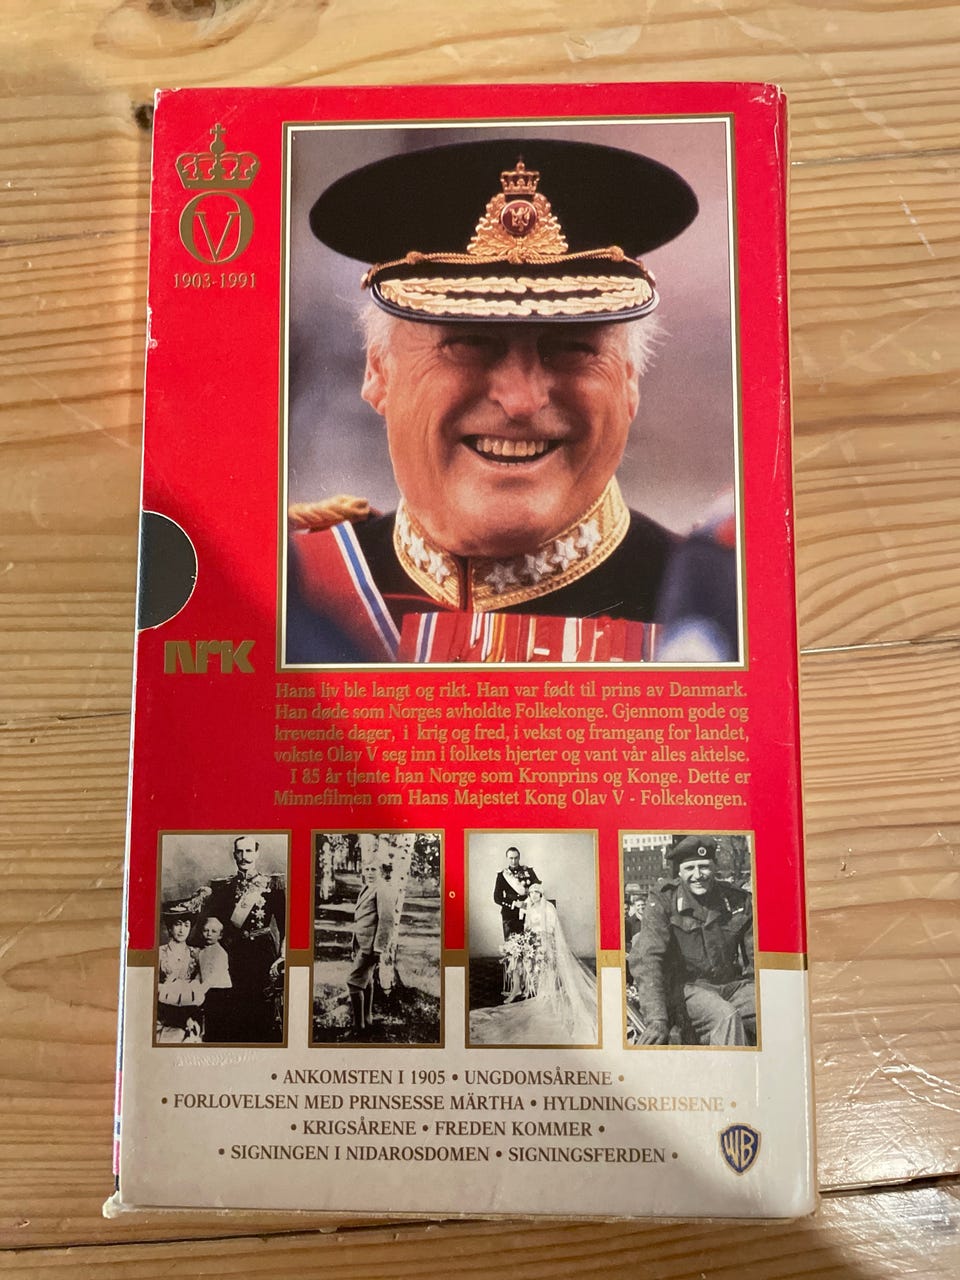 OV
1903-1991
NRK
Hans liv ble langt og rikt. Han var født til prins av Danmark.
Han døde som Norges avholdte Folkekonge. Gjennom gode og
krevende dager, i krig og fred, i vekst og framgang for landet,
vokste Olav V seg inn i folkets hjerter og vant vår alles aktelse.
I 85 år tjente han Norge som Kronprins og Konge. Dette er
Minnefilmen om Hans Majestet Kong Olav V - Folkekongen.
• ANKOMSTEN I 1905 • UNGDOMSÅRENE •
• FORLOVELSEN MED PRINSESSE MÄRTHA • HYLDNINGSREISENE •
• KRIGSÅRENE • FREDEN KOMMER •
• SIGNINGEN I NIDAROSDOMEN • SIGNINGSFERDEN •
WB